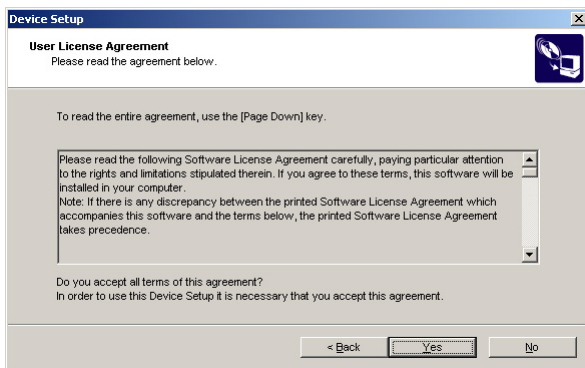 Device Setup
User License Agreement
Please read the agreement below.
To read the entire agreement, use the [Page Down] key.
Please read the following Software License Agreement carefully, paying particular attention
to the rights and limitations stipulated therein. If you agree to these terms, this software will be
installed in your computer.
Note: If there is any discrepancy between the printed Software License Agreement which
accompanies this software and the terms below, the printed Software License Agreement
takes precedence.
Do you accept all terms of this agreement?
In order to use this Device Setup it is necessary that you accept this agreement.
< Back Yes No